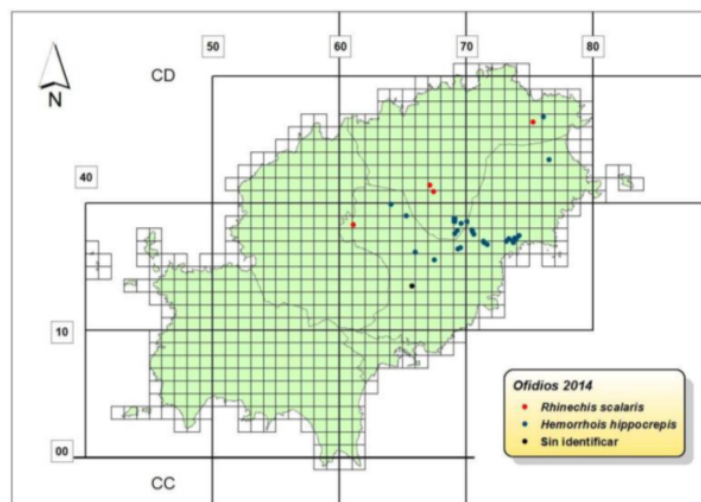 50
60
70
80
CD
N
40
10
Ofidios 2014
Rhinechis scalaris
Hemorrhois hippocrepis
Sin identificar
00
CC